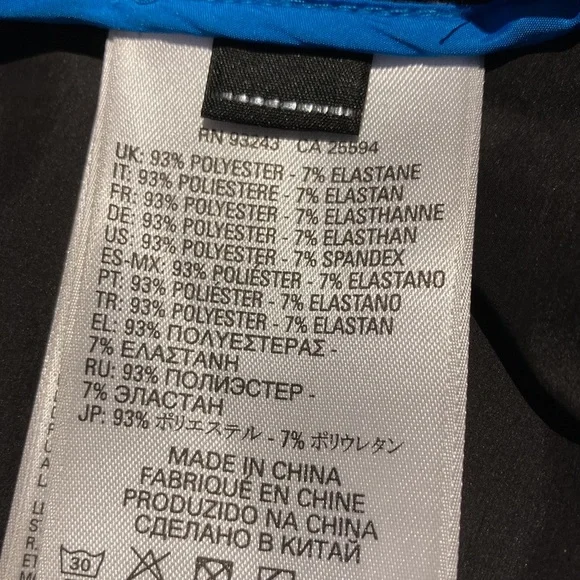 RN 93243 CA 25594
UK: 93% POLYESTER - 7% ELASTANE
IT: 93% POLIESTERE - 7% ELASTAN
FR: 93% POLYESTER - 7% ELASTHANNE
DE: 93% POLYESTER - 7% ELASTHAN
US: 93% POLYESTER - 7% SPANDEX
ES-MX: 93% POLIÉSTER - 7% ELASTANO
PT: 93% POLIÉSTER - 7% ELASTANO
TR: 93% POLYESTER - 7% ELASTAN
EL: 93% ΠΟΛΥΕΣΤΕΡΑΣ -
7% ΕΛΑΣΤΑΝΗ
RU: 93% ПОЛИЭСТЕР -
7% ЭЛАСТАН
JP: 93% ポリエステル - 7% ポリウレタン
MADE IN CHINA
FABRIQUÉ EN CHINE
PRODUZIDO NA CHINA
СДЕЛАНО В КИТАЙ
30